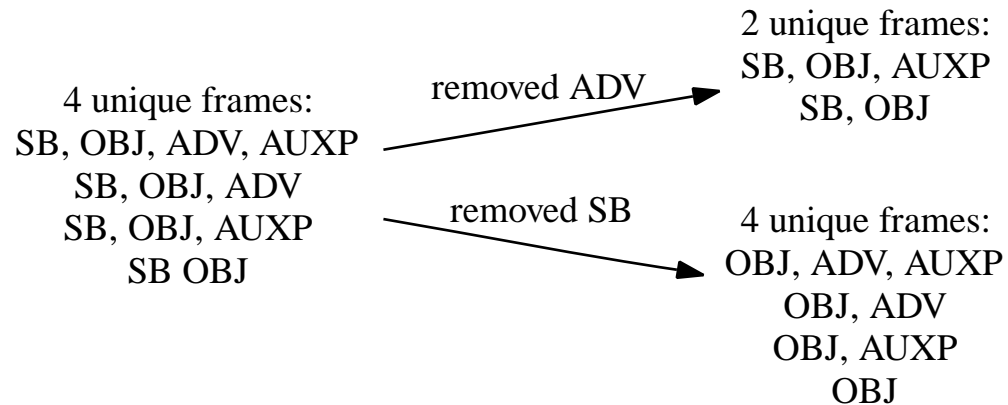 4 unique frames:
SB, OBJ, ADV, AUXP
SB, OBJ, ADV
SB, OBJ, AUXP
SB OBJ
removed ADV
removed SB
2 unique frames:
SB, OBJ, AUXP
SB, OBJ
4 unique frames:
OBJ, ADV, AUXP
OBJ, ADV
OBJ, AUXP
OBJ